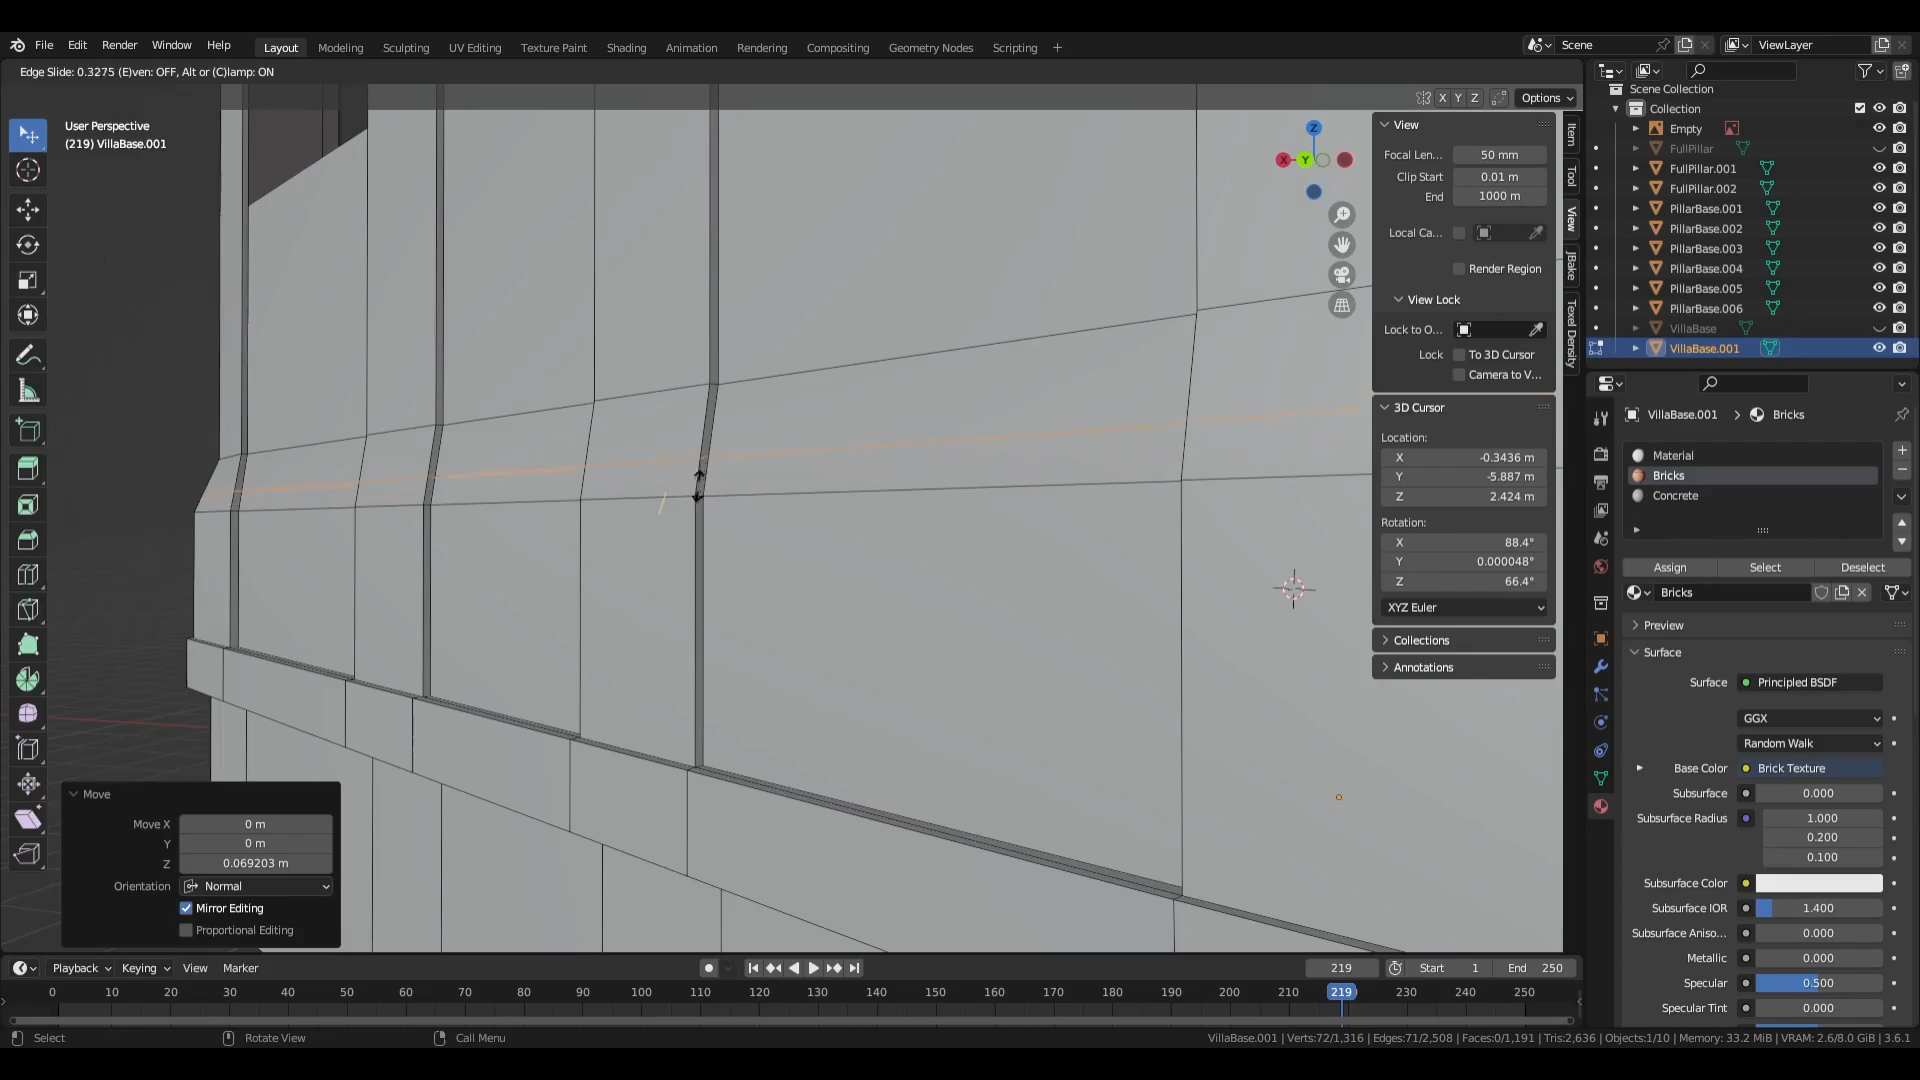 File Edit Render Window Help Layout Modeling Sculpting UV Editing Texture Paint Shading Animation Rendering Compositing Geometry Nodes Scripting + Scene ViewLayer
Edge Slide: 0.3275 (E)ven: OFF, Alt or (C)lamp: ON
X Y Z Options
User Perspective
(219) VillaBase.001
Z
X
Y
View
Focal Len... 50 mm
Clip Start 0.01 m
End 1000 m
Local Ca...
Render Region
View Lock
Lock to O...
Lock To 3D Cursor
Camera to V...
3D Cursor
Location:
X -0.3436 m
Y -5.887 m
Z 2.424 m
Rotation:
X 88.4°
Y 0.000048°
Z 66.4°
XYZ Euler
Collections
Annotations
Item
Tool
View
JBake
Texel Density
Scene Collection
Collection
Empty
FullPillar
FullPillar.001
FullPillar.002
PillarBase.001
PillarBase.002
PillarBase.003
PillarBase.004
PillarBase.005
PillarBase.006
VillaBase
VillaBase.001
VillaBase.001 > Bricks
Material
Bricks
Concrete
Assign Select Deselect
Bricks
Preview
Surface
Surface Principled BSDF
GGX
Random Walk
Base Color Brick Texture
Subsurface 0.000
Subsurface Radius 1.000
0.200
0.100
Subsurface Color
Subsurface IOR 1.400
Subsurface Aniso... 0.000
Metallic 0.000
Specular 0.500
Specular Tint 0.000
Move
Move X 0 m
Y 0 m
Z 0.069203 m
Orientation Normal
Mirror Editing
Proportional Editing
Playback Keying View Marker 219 Start 1 End 250
0 10 20 30 40 50 60 70 80 90 100 110 120 130 140 150 160 170 180 190 200 210 219 230 240 250
Select Rotate View Call Menu VillaBase.001 | Verts:72/1,316 | Edges:71/2,508 | Faces:0/1,191 | Tris:2,636 | Objects:1/10 | Memory: 33.2 MiB | VRAM: 2.6/8.0 GiB | 3.6.1